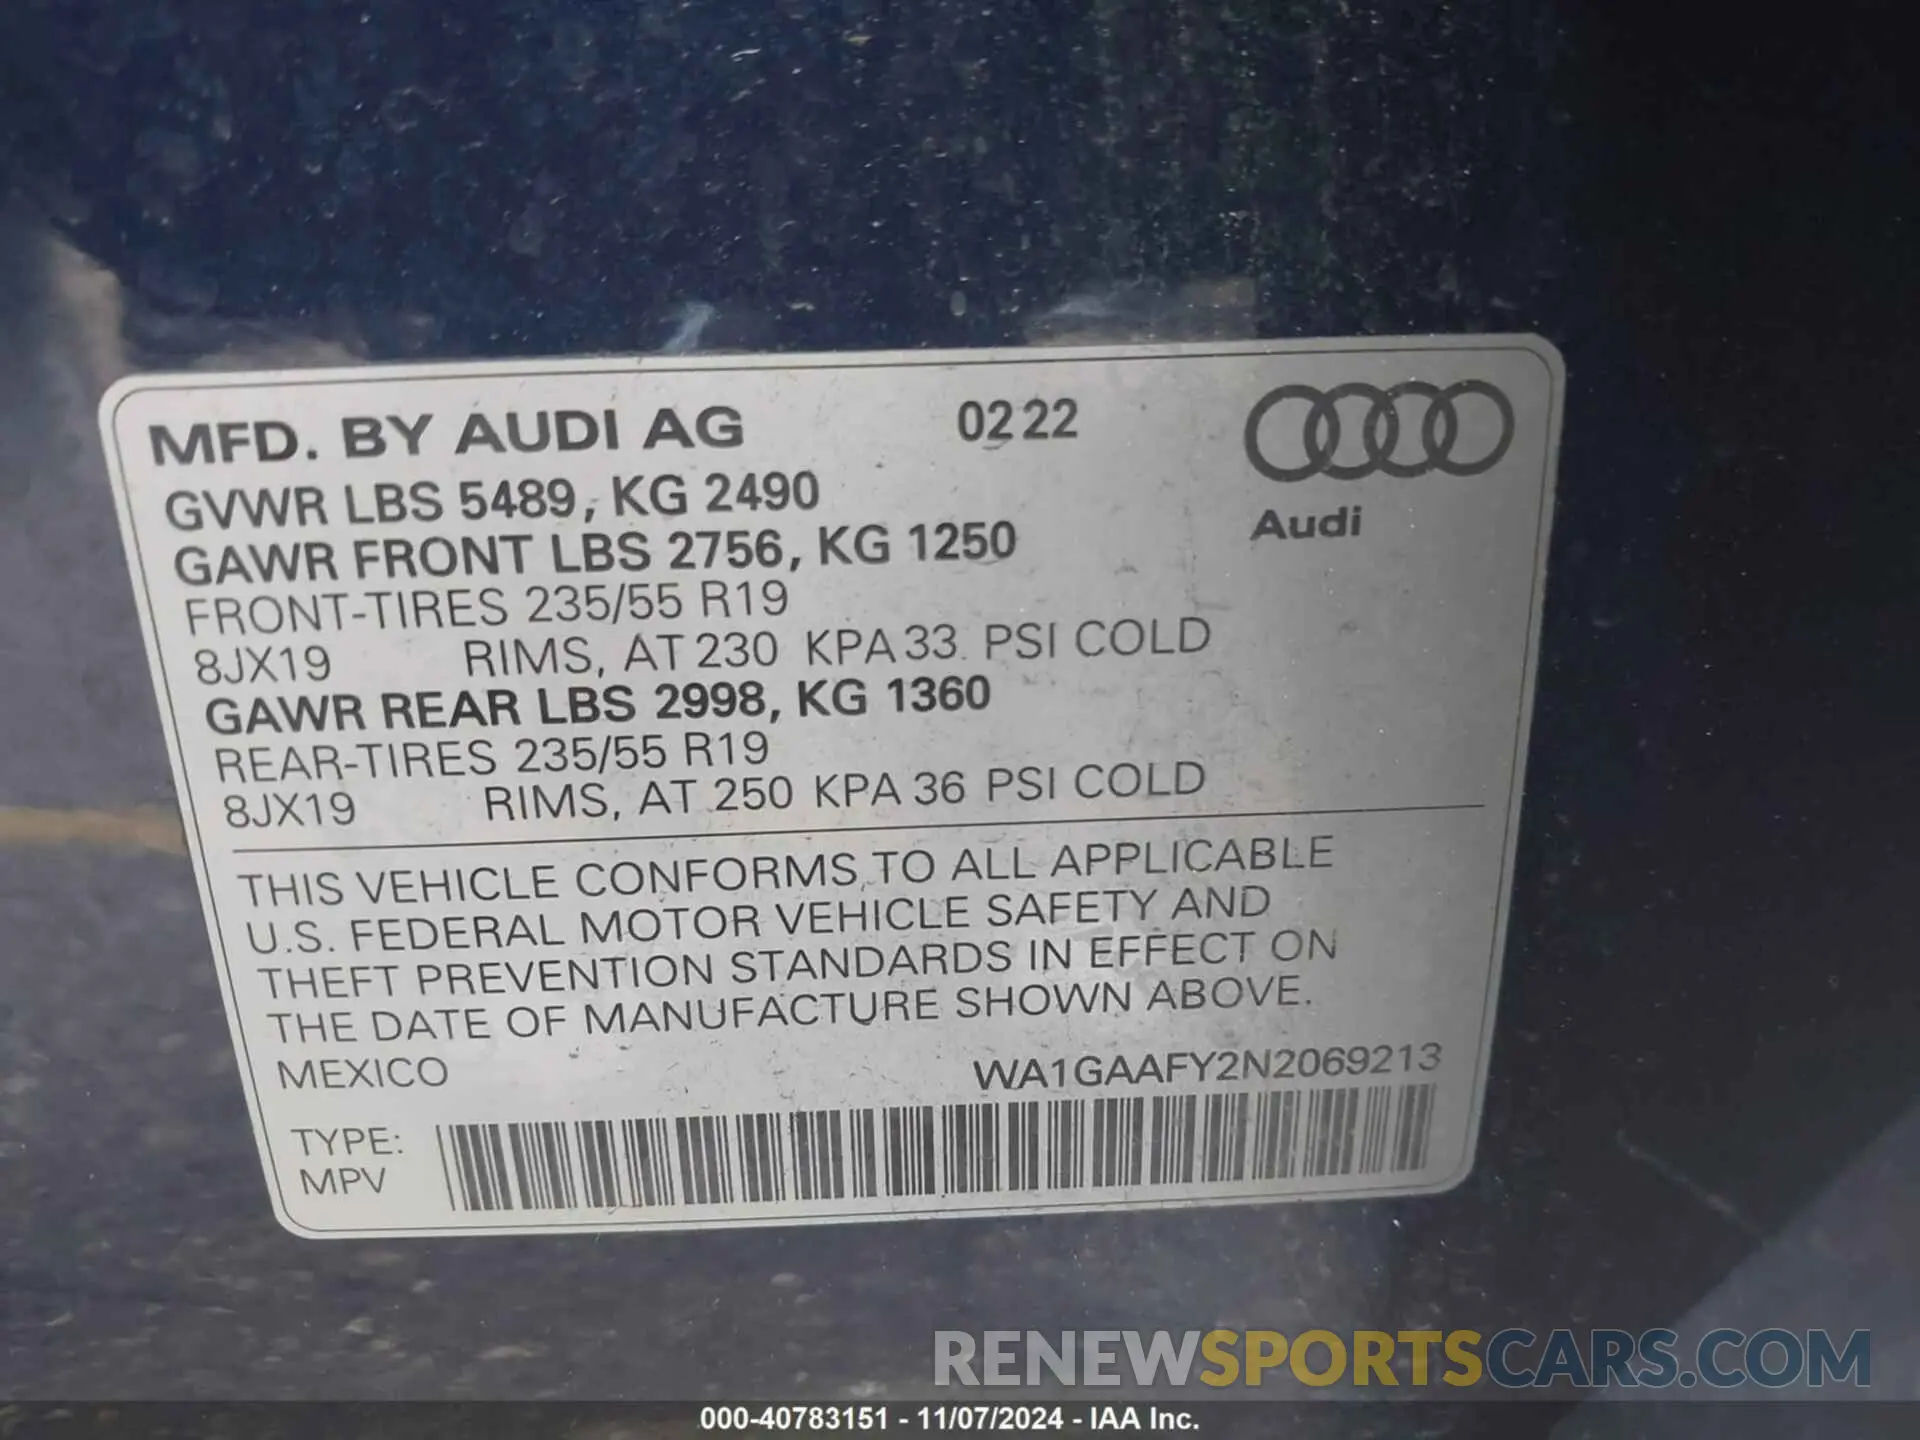 MFD. BY AUDI AG 02 22
GVWR LBS 5489, KG 2490
Audi
GAWR FRONT LBS 2756, KG 1250
FRONT-TIRES 235/55 R19
8JX19 RIMS, AT 230 KPA 33 PSI COLD
GAWR REAR LBS 2998, KG 1360
REAR-TIRES 235/55 R19
8JX19 RIMS, AT 250 KPA 36 PSI COLD
THIS VEHICLE CONFORMS TO ALL APPLICABLE
U.S. FEDERAL MOTOR VEHICLE SAFETY AND
THEFT PREVENTION STANDARDS IN EFFECT ON
THE DATE OF MANUFACTURE SHOWN ABOVE.
MEXICO WA1GAAFY2N2069213
TYPE:
MPV
RENEWSPORTSCARS.COM
000-40783151 - 11/07/2024 - IAA Inc.